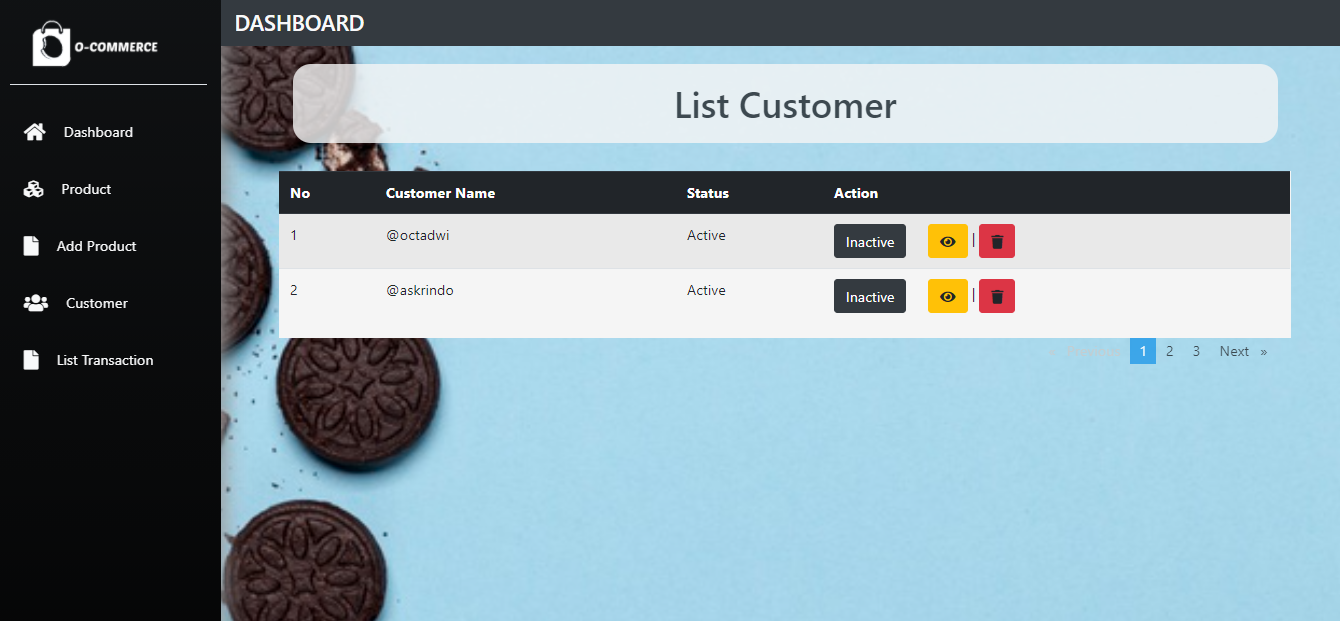 O-COMMERCE
DASHBOARD
Dashboard
Product
Add Product
Customer
List Transaction
List Customer
No Customer Name Status Action
1 @octadwi Active Inactive |
2 @askrindo Active Inactive |
« Previous 1 2 3 Next »